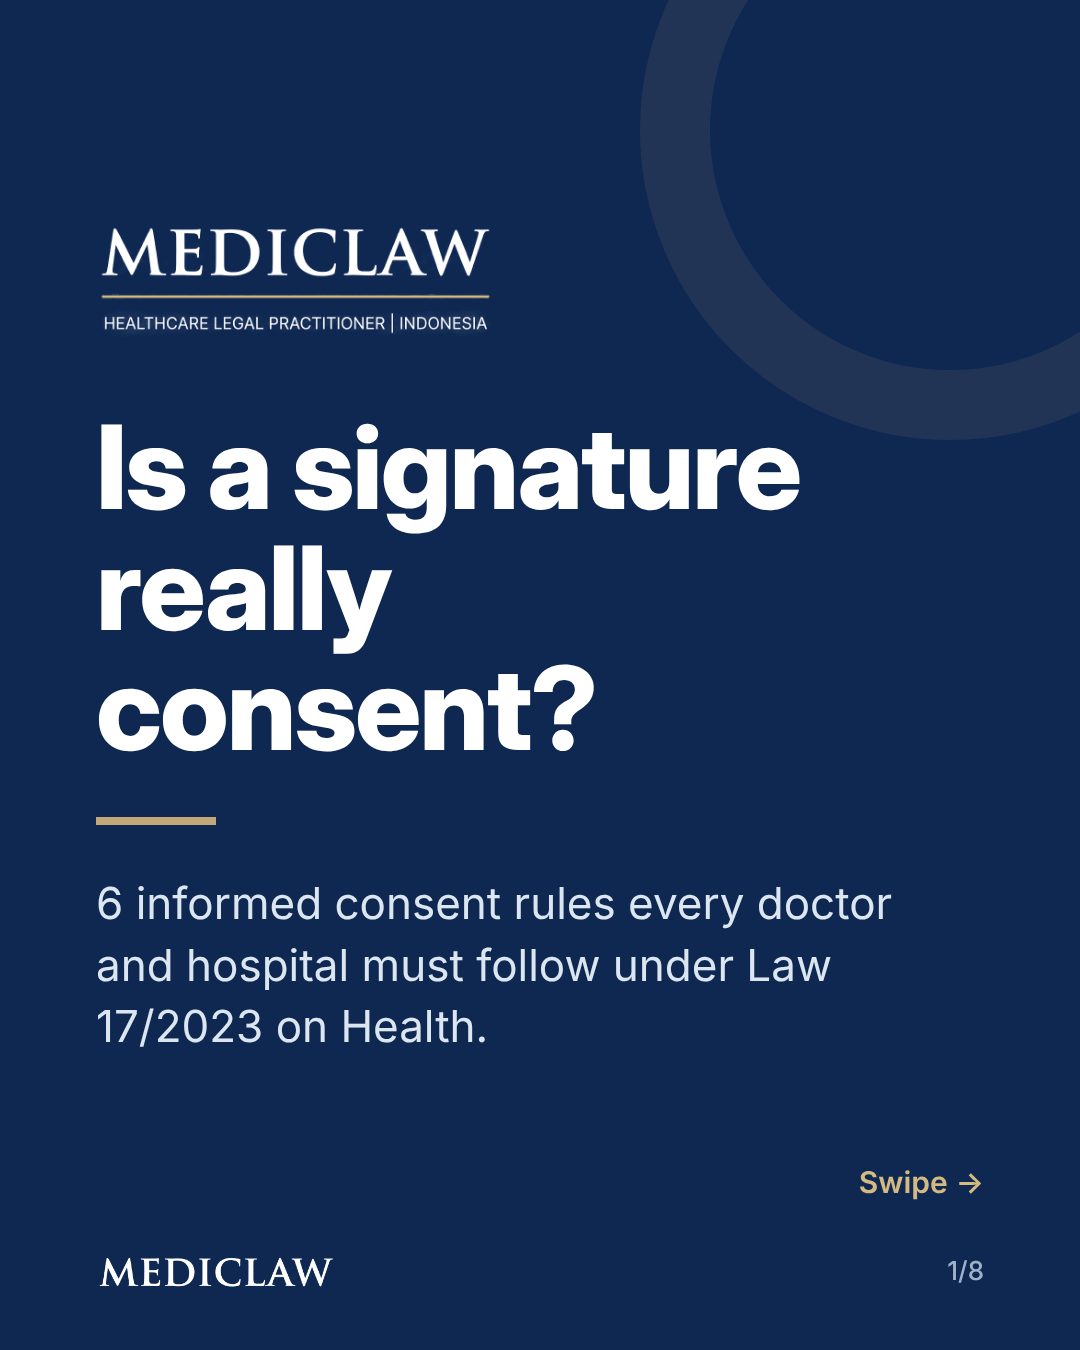 MEDICLAW
HEALTHCARE LEGAL PRACTITIONER | INDONESIA
Is a signature
really
consent?
6 informed consent rules every doctor
and hospital must follow under Law
17/2023 on Health.
Swipe →
MEDICLAW
1/8